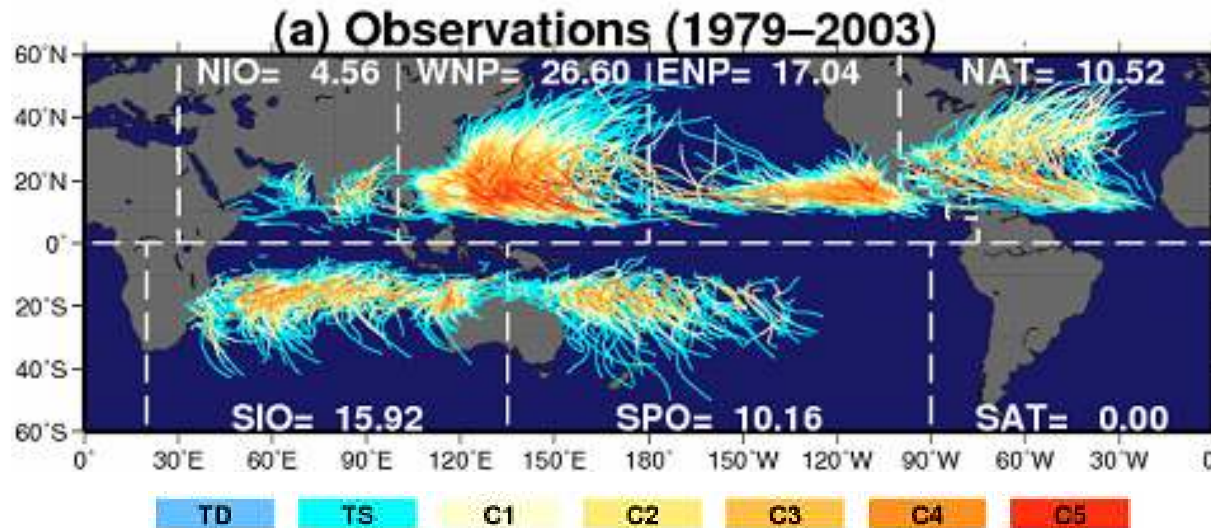 (a) Observations (1979–2003)
60˚N
NIO= 4.56 WNP= 26.60 ENP= 17.04 NAT= 10.52
40˚N
20˚N
0˚
20˚S
40˚S
SIO= 15.92 SPO= 10.16 SAT= 0.00
60˚S
0˚ 30˚E 60˚E 90˚E 120˚E 150˚E 180˚ 150˚W 120˚W 90˚W 60˚W 30˚W 0
TD TS C1 C2 C3 C4 C5